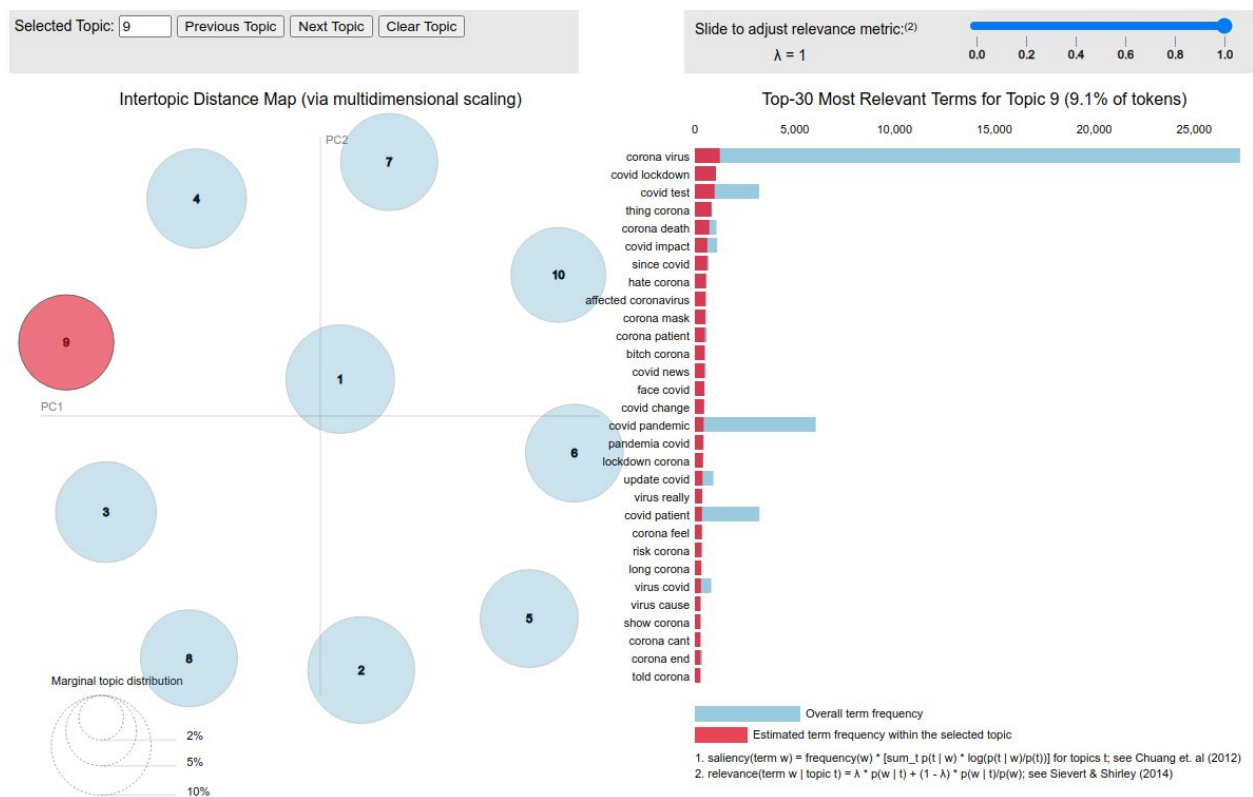 Selected Topic: 9 Previous Topic Next Topic Clear Topic
Slide to adjust relevance metric:(2)
λ = 1
0.0 0.2 0.4 0.6 0.8 1.0
Intertopic Distance Map (via multidimensional scaling)
PC2
7
4
10
9
1
PC1
6
3
5
8
2
Marginal topic distribution
2%
5%
10%
Top-30 Most Relevant Terms for Topic 9 (9.1% of tokens)
0 5,000 10,000 15,000 20,000 25,000
corona virus
covid lockdown
covid test
thing corona
corona death
covid impact
since covid
hate corona
affected coronavirus
corona mask
corona patient
bitch corona
covid news
face covid
covid change
covid pandemic
pandemia covid
lockdown corona
update covid
virus really
covid patient
corona feel
risk corona
long corona
virus covid
virus cause
show corona
corona cant
corona end
told corona
Overall term frequency
Estimated term frequency within the selected topic
1. saliency(term w) = frequency(w) * [sum_t p(t | w) * log(p(t | w)/p(t))] for topics t; see Chuang et. al (2012)
2. relevance(term w | topic t) = λ * p(w | t) + (1 - λ) * p(w | t)/p(w); see Sievert & Shirley (2014)